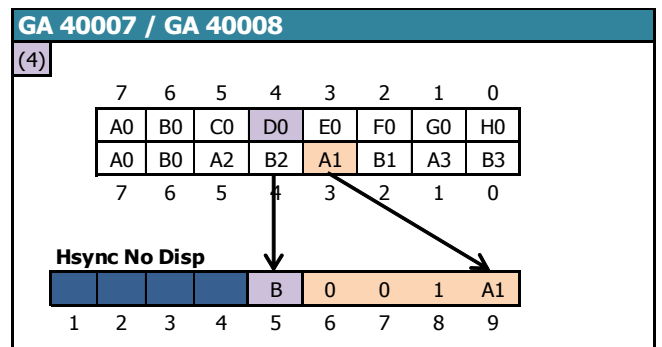 GA 40007 / GA 40008
(4)
7 6 5 4 3 2 1 0
A0 B0 C0 D0 E0 F0 G0 H0
A0 B0 A2 B2 A1 B1 A3 B3
7 6 5 4 3 2 1 0
Hsync No Disp
B 0 0 1 A1
1 2 3 4 5 6 7 8 9